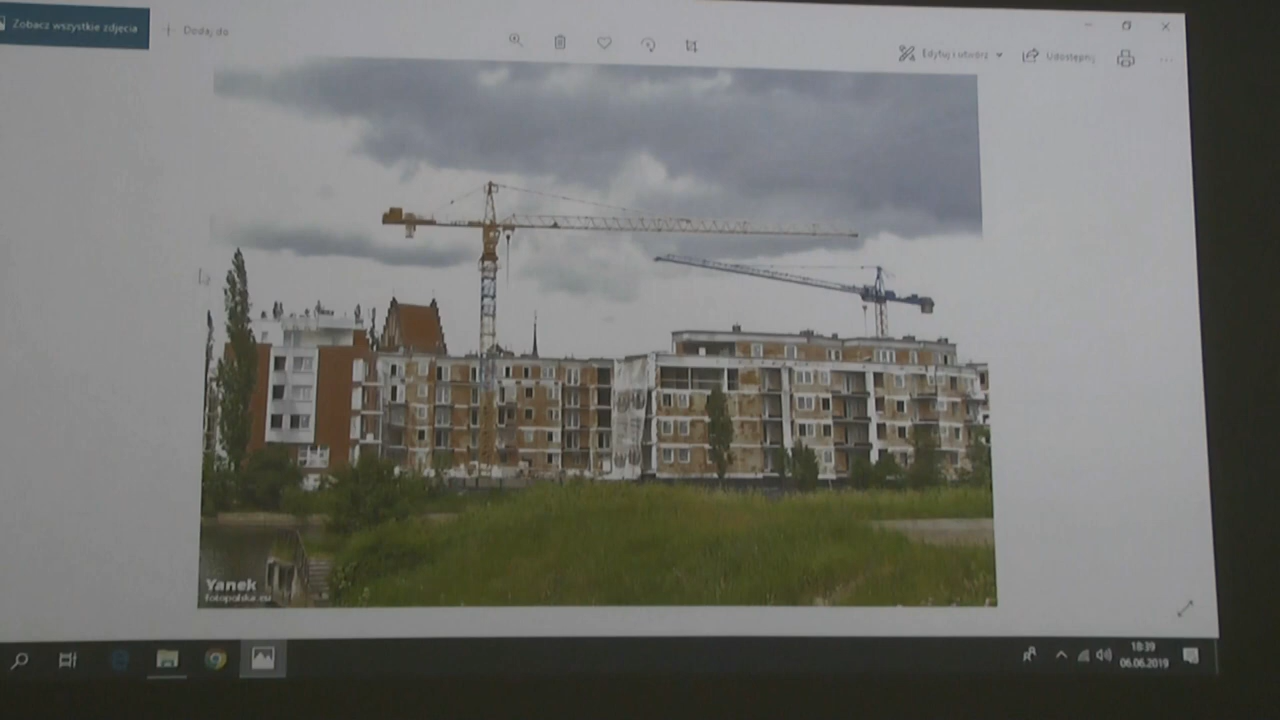 Zobacz wszystkie zdjęcia
Dodaj do
Edytuj i utwórz
Udostępnij
Yanek
fotopolska.eu
18:39
06.06.2019